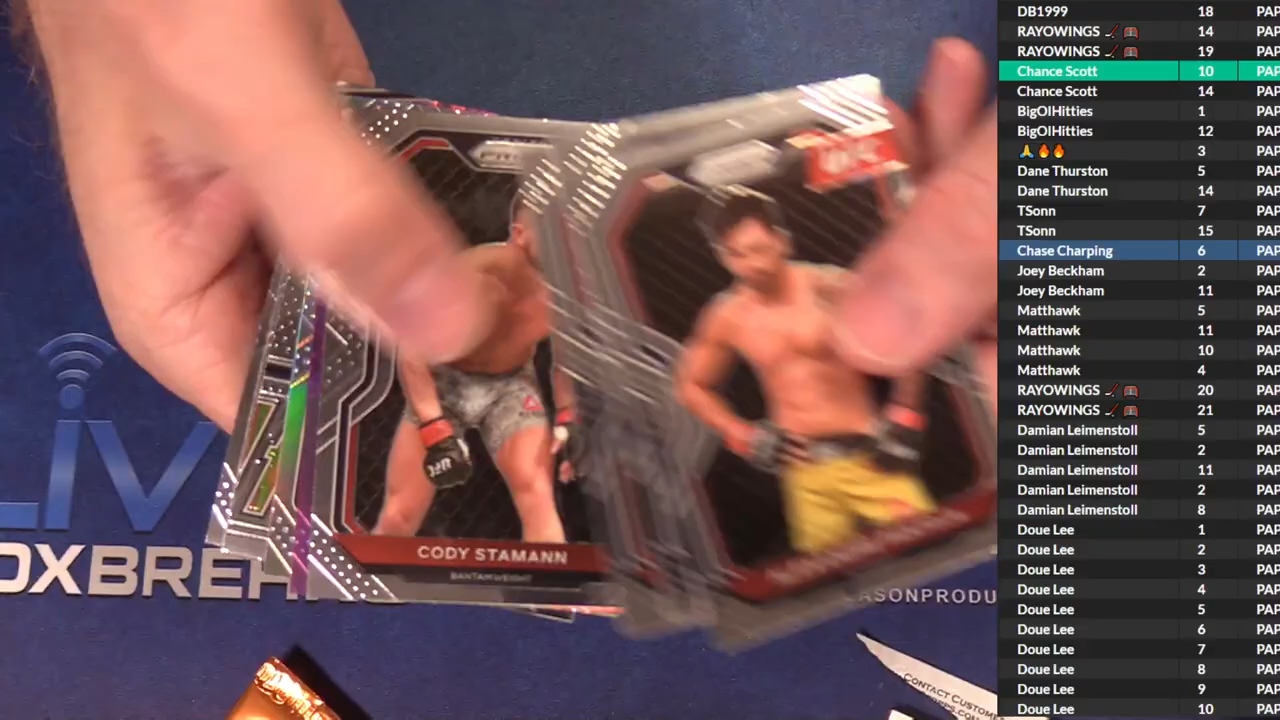 DB1999 18 PAP
RAYOWINGS 14 PAP
RAYOWINGS 19 PAP
Chance Scott 10 PAP
Chance Scott 14 PAP
BigOlHitties 1 PAP
BigOlHitties 12 PAP
🙏🔥🔥 3 PAP
Dane Thurston 5 PAP
Dane Thurston 14 PAP
TSonn 7 PAP
TSonn 15 PAP
Chase Charping 6 PAP
Joey Beckham 2 PAP
Joey Beckham 11 PAP
Matthawk 5 PAP
Matthawk 11 PAP
Matthawk 10 PAP
Matthawk 4 PAP
RAYOWINGS 20 PAP
RAYOWINGS 21 PAP
Damian Leimenstoll 5 PAP
Damian Leimenstoll 2 PAP
Damian Leimenstoll 11 PAP
Damian Leimenstoll 2 PAP
Damian Leimenstoll 8 PAP
Doue Lee 1 PAP
Doue Lee 2 PAP
Doue Lee 3 PAP
Doue Lee 4 PAP
Doue Lee 5 PAP
Doue Lee 6 PAP
Doue Lee 7 PAP
Doue Lee 8 PAP
Doue Lee 9 PAP
Doue Lee 10 PAP
UFC
UFC
CODY STAMANN
BANTAMWEIGHT
LIV
OXBREA
ASONPRODU
CONTACT CUSTOME